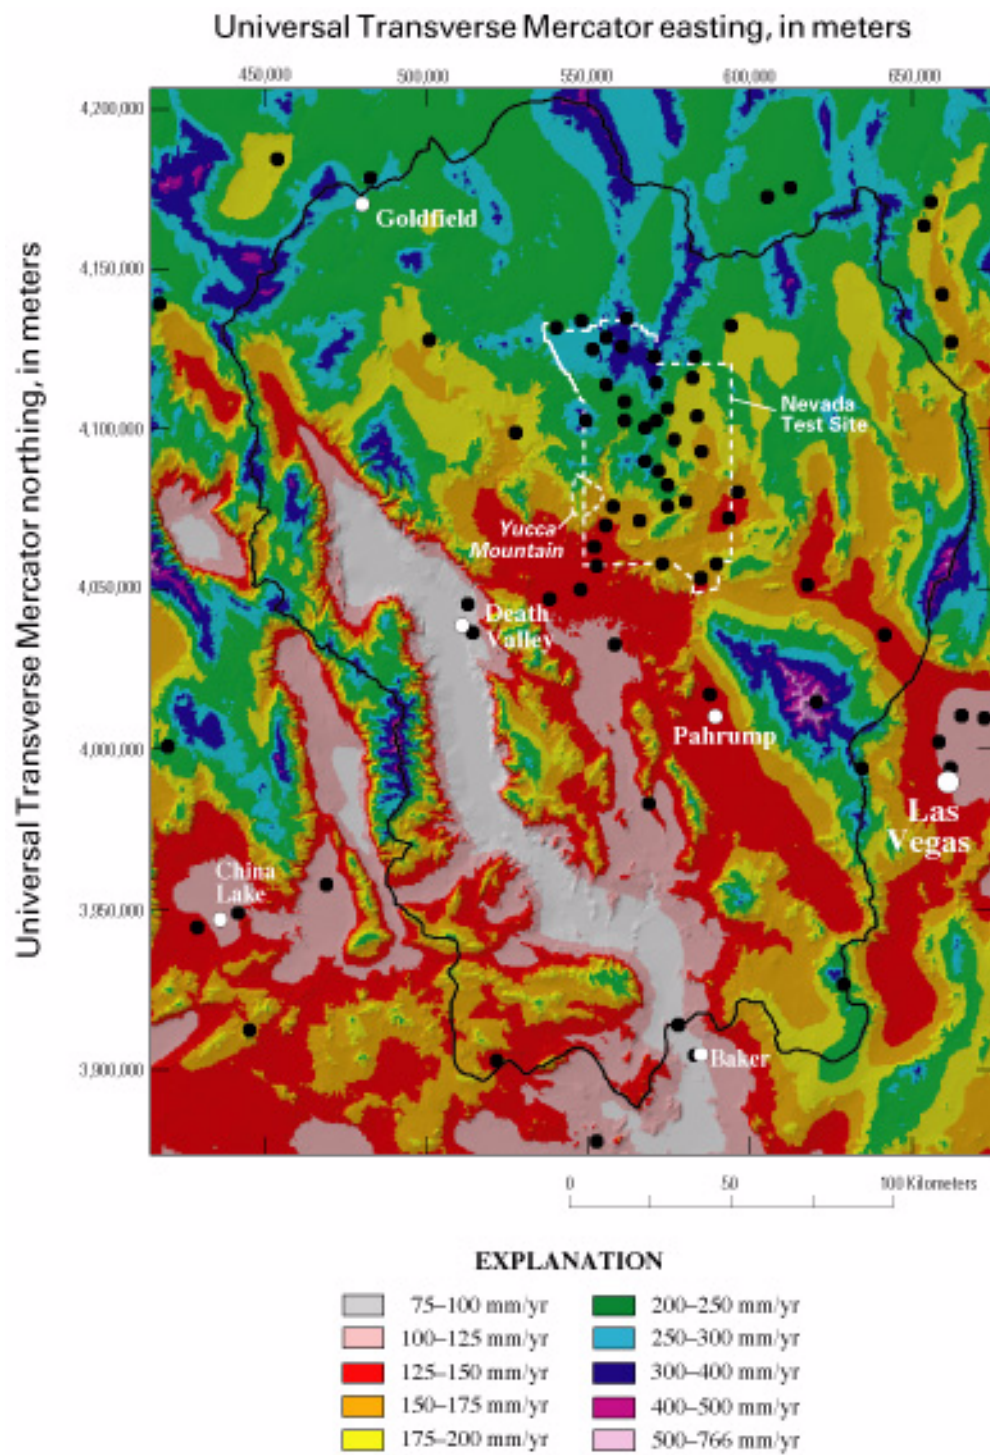 Universal Transverse Mercator easting, in meters
450,000 500,000 550,000 600,000 650,000
Universal Transverse Mercator northing, in meters
4,200,000
4,150,000
4,100,000
4,050,000
4,000,000
3,950,000
3,900,000
Goldfield
Nevada
Test Site
Yucca
Mountain
Death
Valley
Pahrump
Las
Vegas
China
Lake
Baker
0 50 100 Kilometers
EXPLANATION
75–100 mm/yr
100–125 mm/yr
125–150 mm/yr
150–175 mm/yr
175–200 mm/yr
200–250 mm/yr
250–300 mm/yr
300–400 mm/yr
400–500 mm/yr
500–766 mm/yr